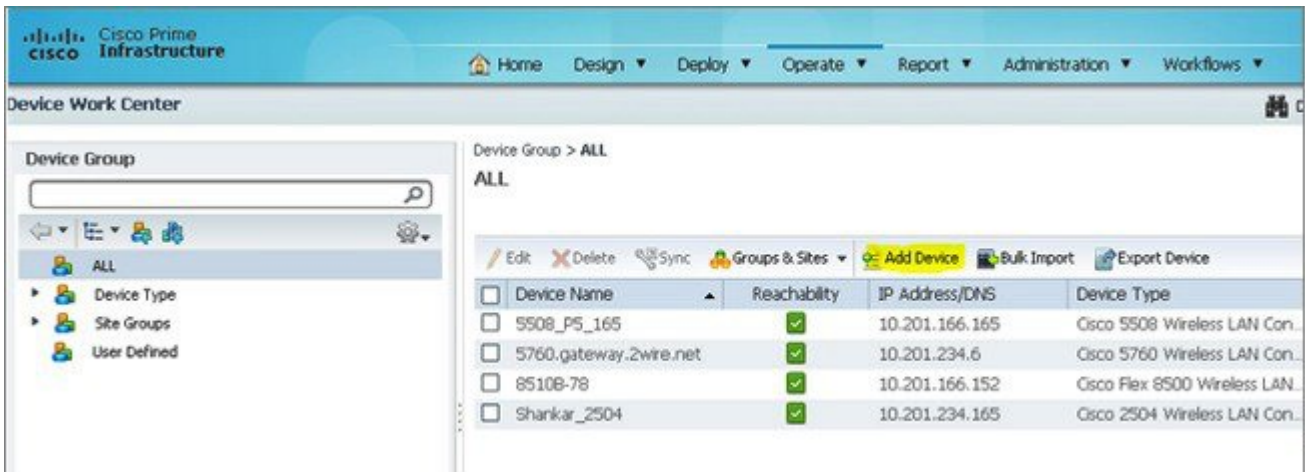 Cisco Prime
CISCO Infrastructure
Home Design Deploy Operate Report Administration Workflows
Device Work Center
Device Group
ALL
Device Type
Site Groups
User Defined
Device Group > ALL
ALL
Edit Delete Sync Groups & Sites Add Device Bulk Import Export Device
Device Name Reachability IP Address/DNS Device Type
5508_P5_165 10.201.166.165 Cisco 5508 Wireless LAN Con...
5760.gateway.2wire.net 10.201.234.6 Cisco 5760 Wireless LAN Con...
8510B-78 10.201.166.152 Cisco Flex 8500 Wireless LAN...
Shankar_2504 10.201.234.165 Cisco 2504 Wireless LAN Con...